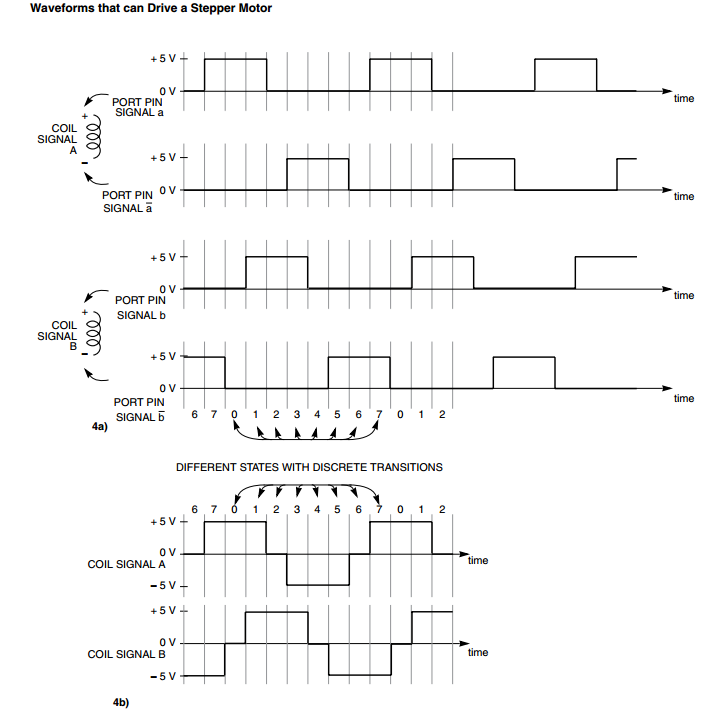 Waveforms that can Drive a Stepper Motor
+ 5 V
0 V
time
PORT PIN
SIGNAL a
+
COIL
SIGNAL
A
–
+ 5 V
0 V
time
PORT PIN
SIGNAL a̅
+ 5 V
0 V
time
PORT PIN
SIGNAL b
+
COIL
SIGNAL
B
–
+ 5 V
0 V
time
PORT PIN
SIGNAL b̅
6 7 0 1 2 3 4 5 6 7 0 1 2
4a)
DIFFERENT STATES WITH DISCRETE TRANSITIONS
6 7 0 1 2 3 4 5 6 7 0 1 2
+ 5 V
0 V
COIL SIGNAL A
time
– 5 V
+ 5 V
0 V
COIL SIGNAL B
time
– 5 V
4b)